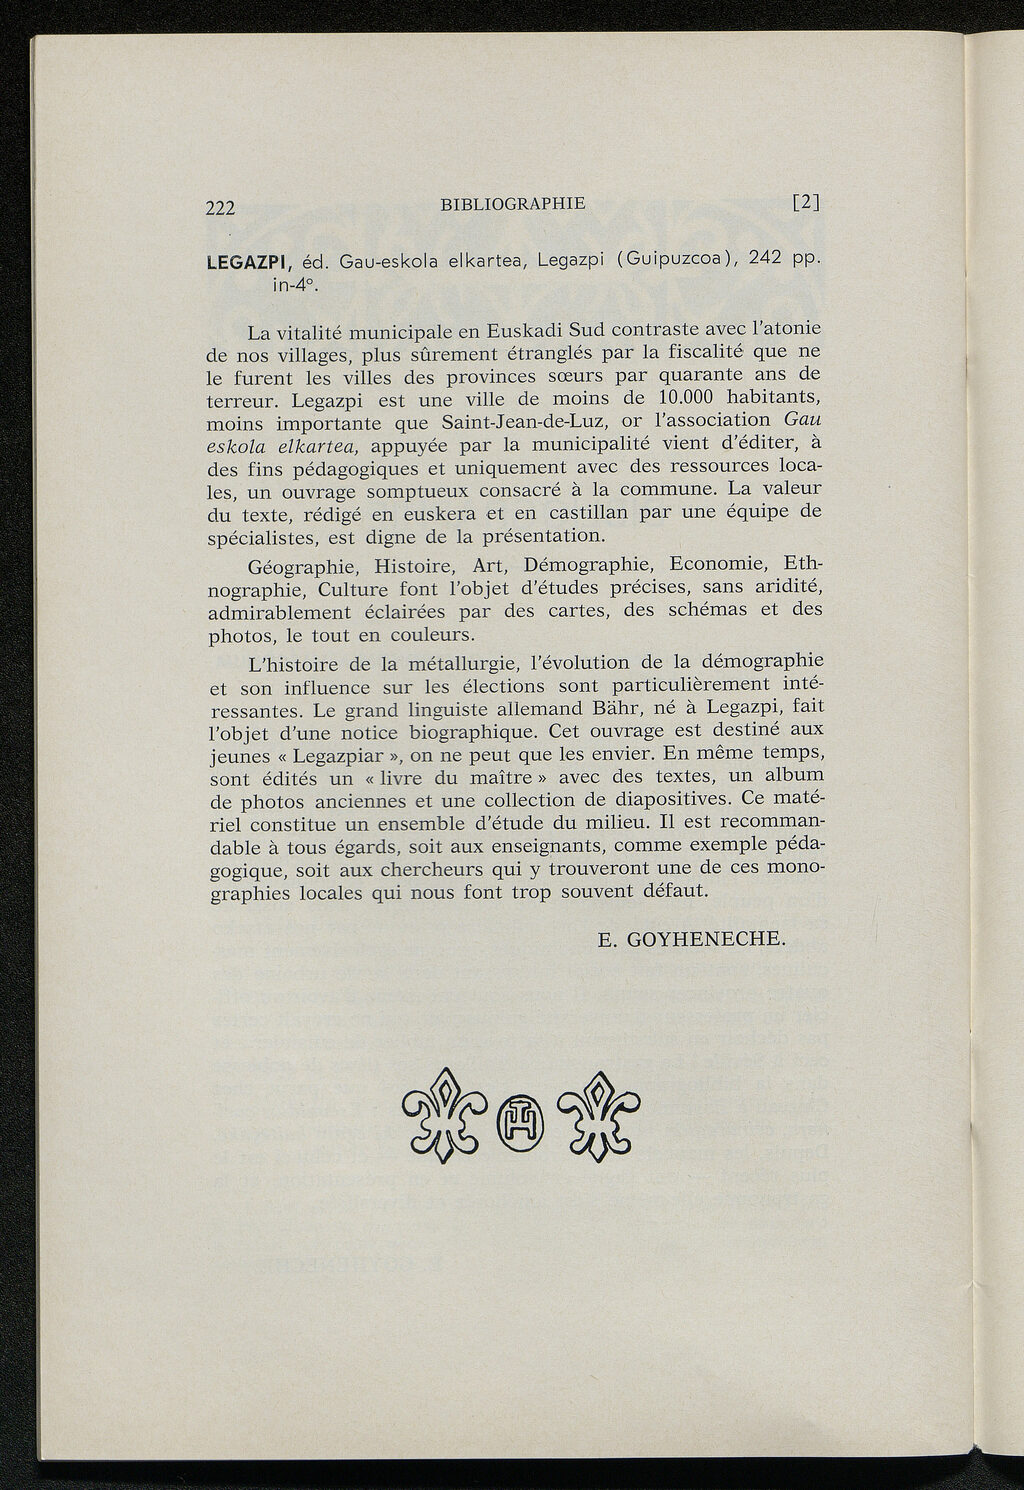 222 BIBLIOGRAPHIE [2]
LEGAZPI, éd. Gau-eskola elkartea, Legazpi (Guipuzcoa), 242 pp.
in-4°.
La vitalité municipale en Euskadi Sud contraste avec l'atonie
de nos villages, plus sûrement étranglés par la fiscalité que ne
le furent les villes des provinces sœurs par quarante ans de
terreur. Legazpi est une ville de moins de 10.000 habitants,
moins importante que Saint-Jean-de-Luz, or l'association Gau
eskola elkartea, appuyée par la municipalité vient d'éditer, à
des fins pédagogiques et uniquement avec des ressources loca-
les, un ouvrage somptueux consacré à la commune. La valeur
du texte, rédigé en euskera et en castillan par une équipe de
spécialistes, est digne de la présentation.
Géographie, Histoire, Art, Démographie, Economie, Eth-
nographie, Culture font l'objet d'études précises, sans aridité,
admirablement éclairées par des cartes, des schémas et des
photos, le tout en couleurs.
L'histoire de la métallurgie, l'évolution de la démographie
et son influence sur les élections sont particulièrement inté-
ressantes. Le grand linguiste allemand Bähr, né à Legazpi, fait
l'objet d'une notice biographique. Cet ouvrage est destiné aux
jeunes « Legazpiar », on ne peut que les envier. En même temps,
sont édités un « livre du maître » avec des textes, un album
de photos anciennes et une collection de diapositives. Ce maté-
riel constitue un ensemble d'étude du milieu. Il est recomman-
dable à tous égards, soit aux enseignants, comme exemple péda-
gogique, soit aux chercheurs qui y trouveront une de ces mono-
graphies locales qui nous font trop souvent défaut.
E. GOYHENECHE.